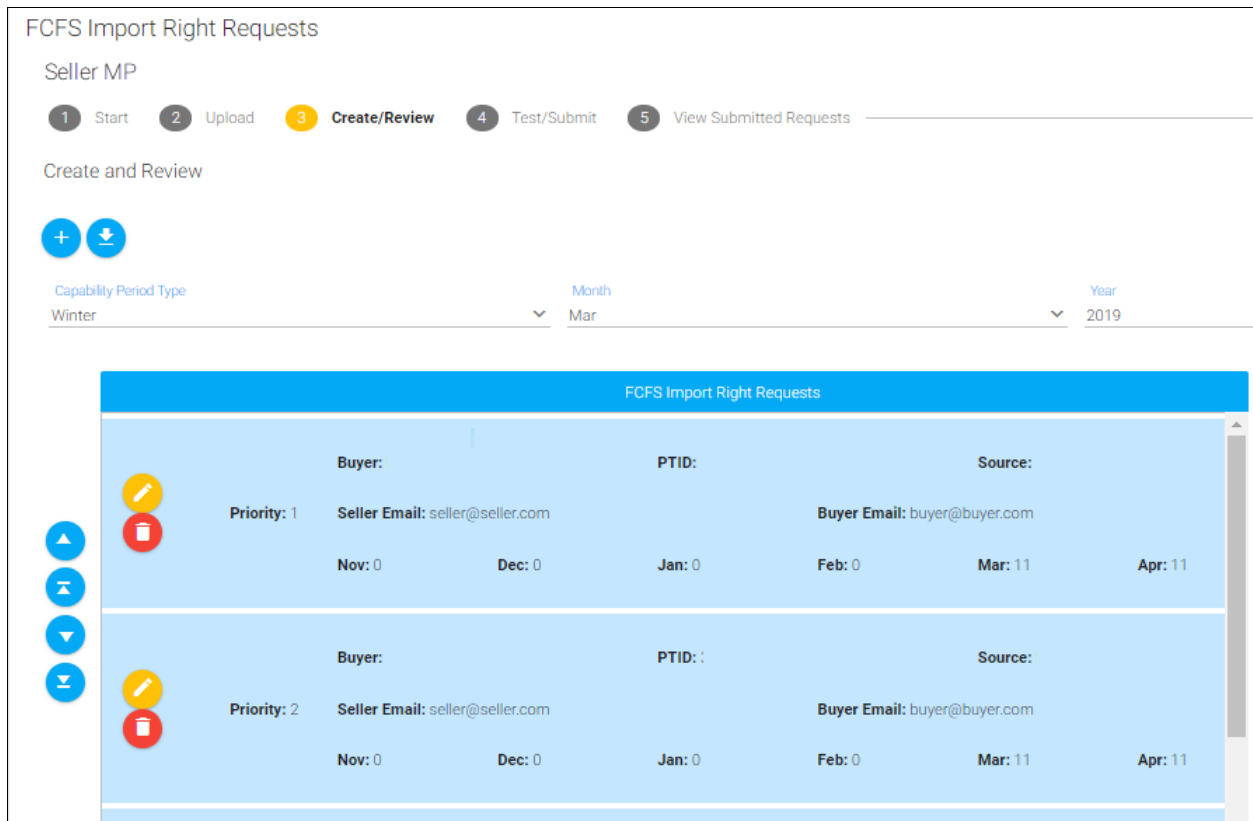 FCFS Import Right Requests
Seller MP
1 Start 2 Upload 3 Create/Review 4 Test/Submit 5 View Submitted Requests
Create and Review
Capability Period Type Month Year
Winter Mar 2019
FCFS Import Right Requests
Buyer: PTID: Source:
Priority: 1 Seller Email: seller@seller.com Buyer Email: buyer@buyer.com
Nov: 0 Dec: 0 Jan: 0 Feb: 0 Mar: 11 Apr: 11
Buyer: PTID: Source:
Priority: 2 Seller Email: seller@seller.com Buyer Email: buyer@buyer.com
Nov: 0 Dec: 0 Jan: 0 Feb: 0 Mar: 11 Apr: 11